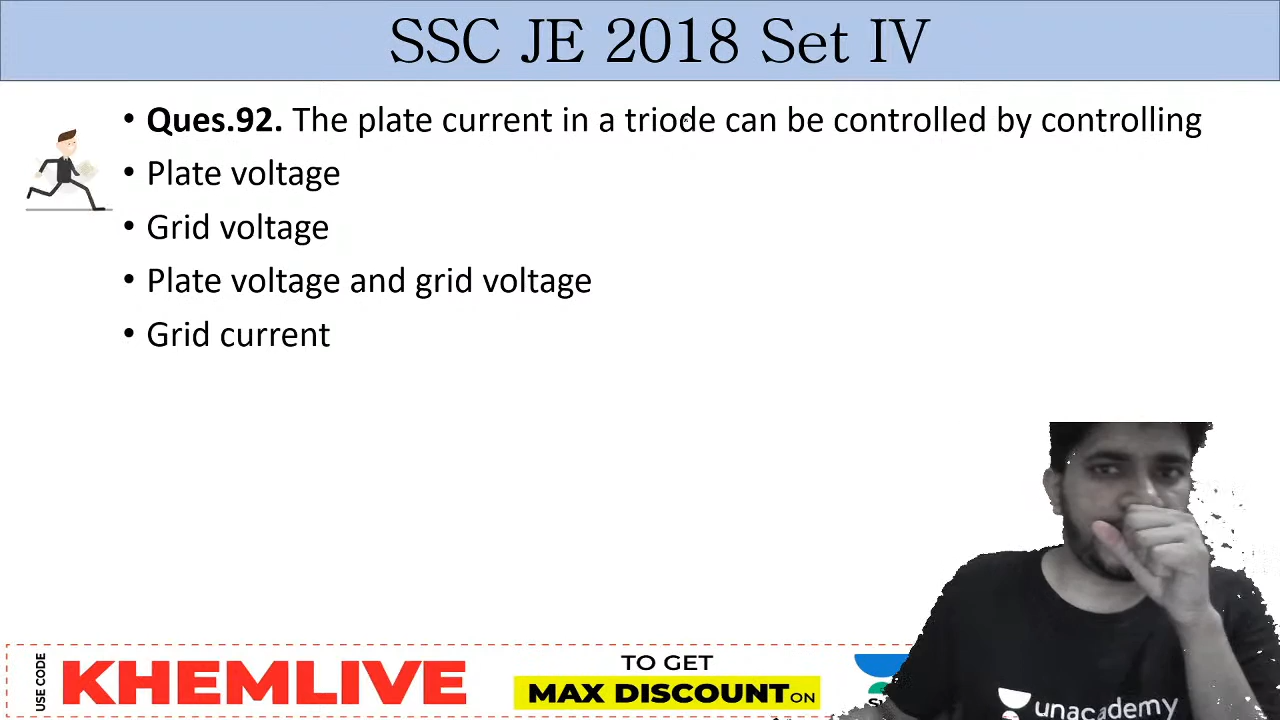 SSC JE 2018 Set IV
• Ques.92. The plate current in a triode can be controlled by controlling
• Plate voltage
• Grid voltage
• Plate voltage and grid voltage
• Grid current
USE CODE
KHEMLIVE
TO GET
MAX DISCOUNT ON
unacademy